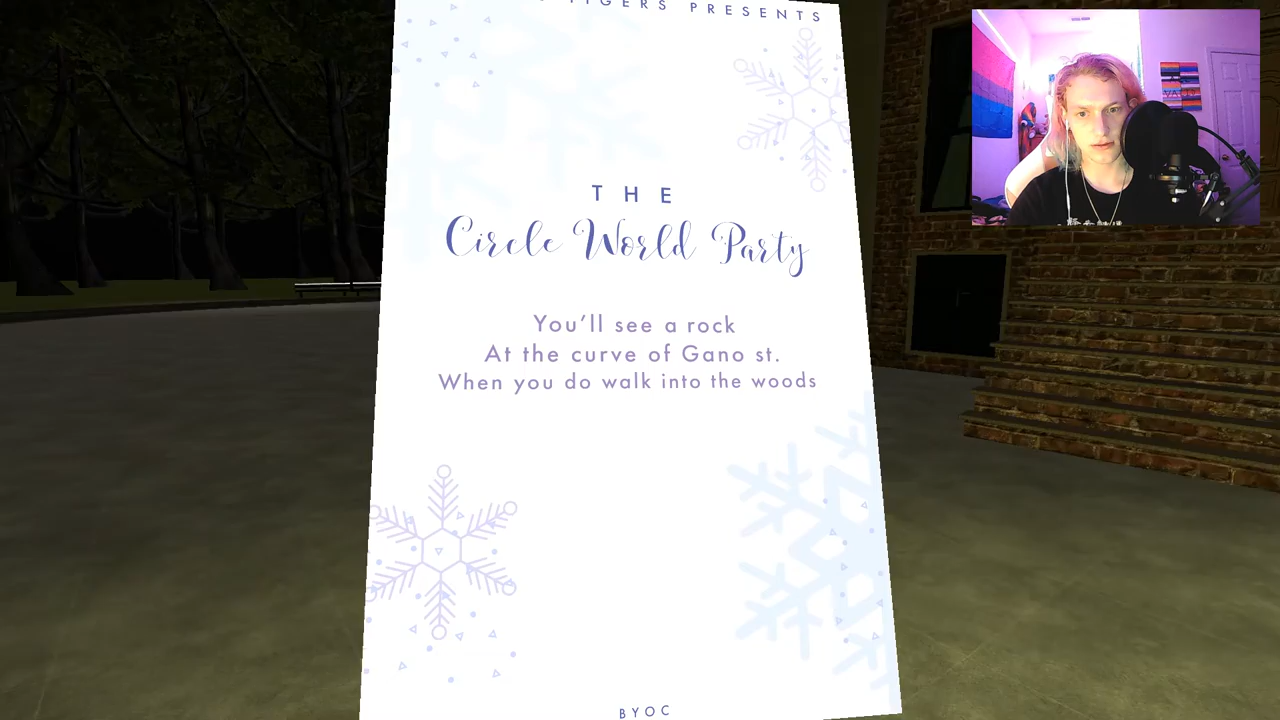 TIGERS PRESENTS
THE
Circle World Party
You'll see a rock
At the curve of Gano st.
When you do walk into the woods
BYOC